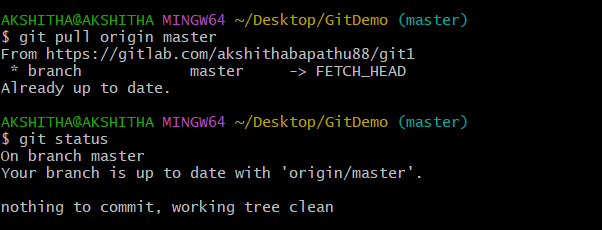 AKSHITHA@AKSHITHA MINGW64 ~/Desktop/GitDemo (master)
$ git pull origin master
From https://gitlab.com/akshithabapathu88/git1
 * branch            master     -> FETCH_HEAD
Already up to date.

AKSHITHA@AKSHITHA MINGW64 ~/Desktop/GitDemo (master)
$ git status
On branch master
Your branch is up to date with 'origin/master'.

nothing to commit, working tree clean